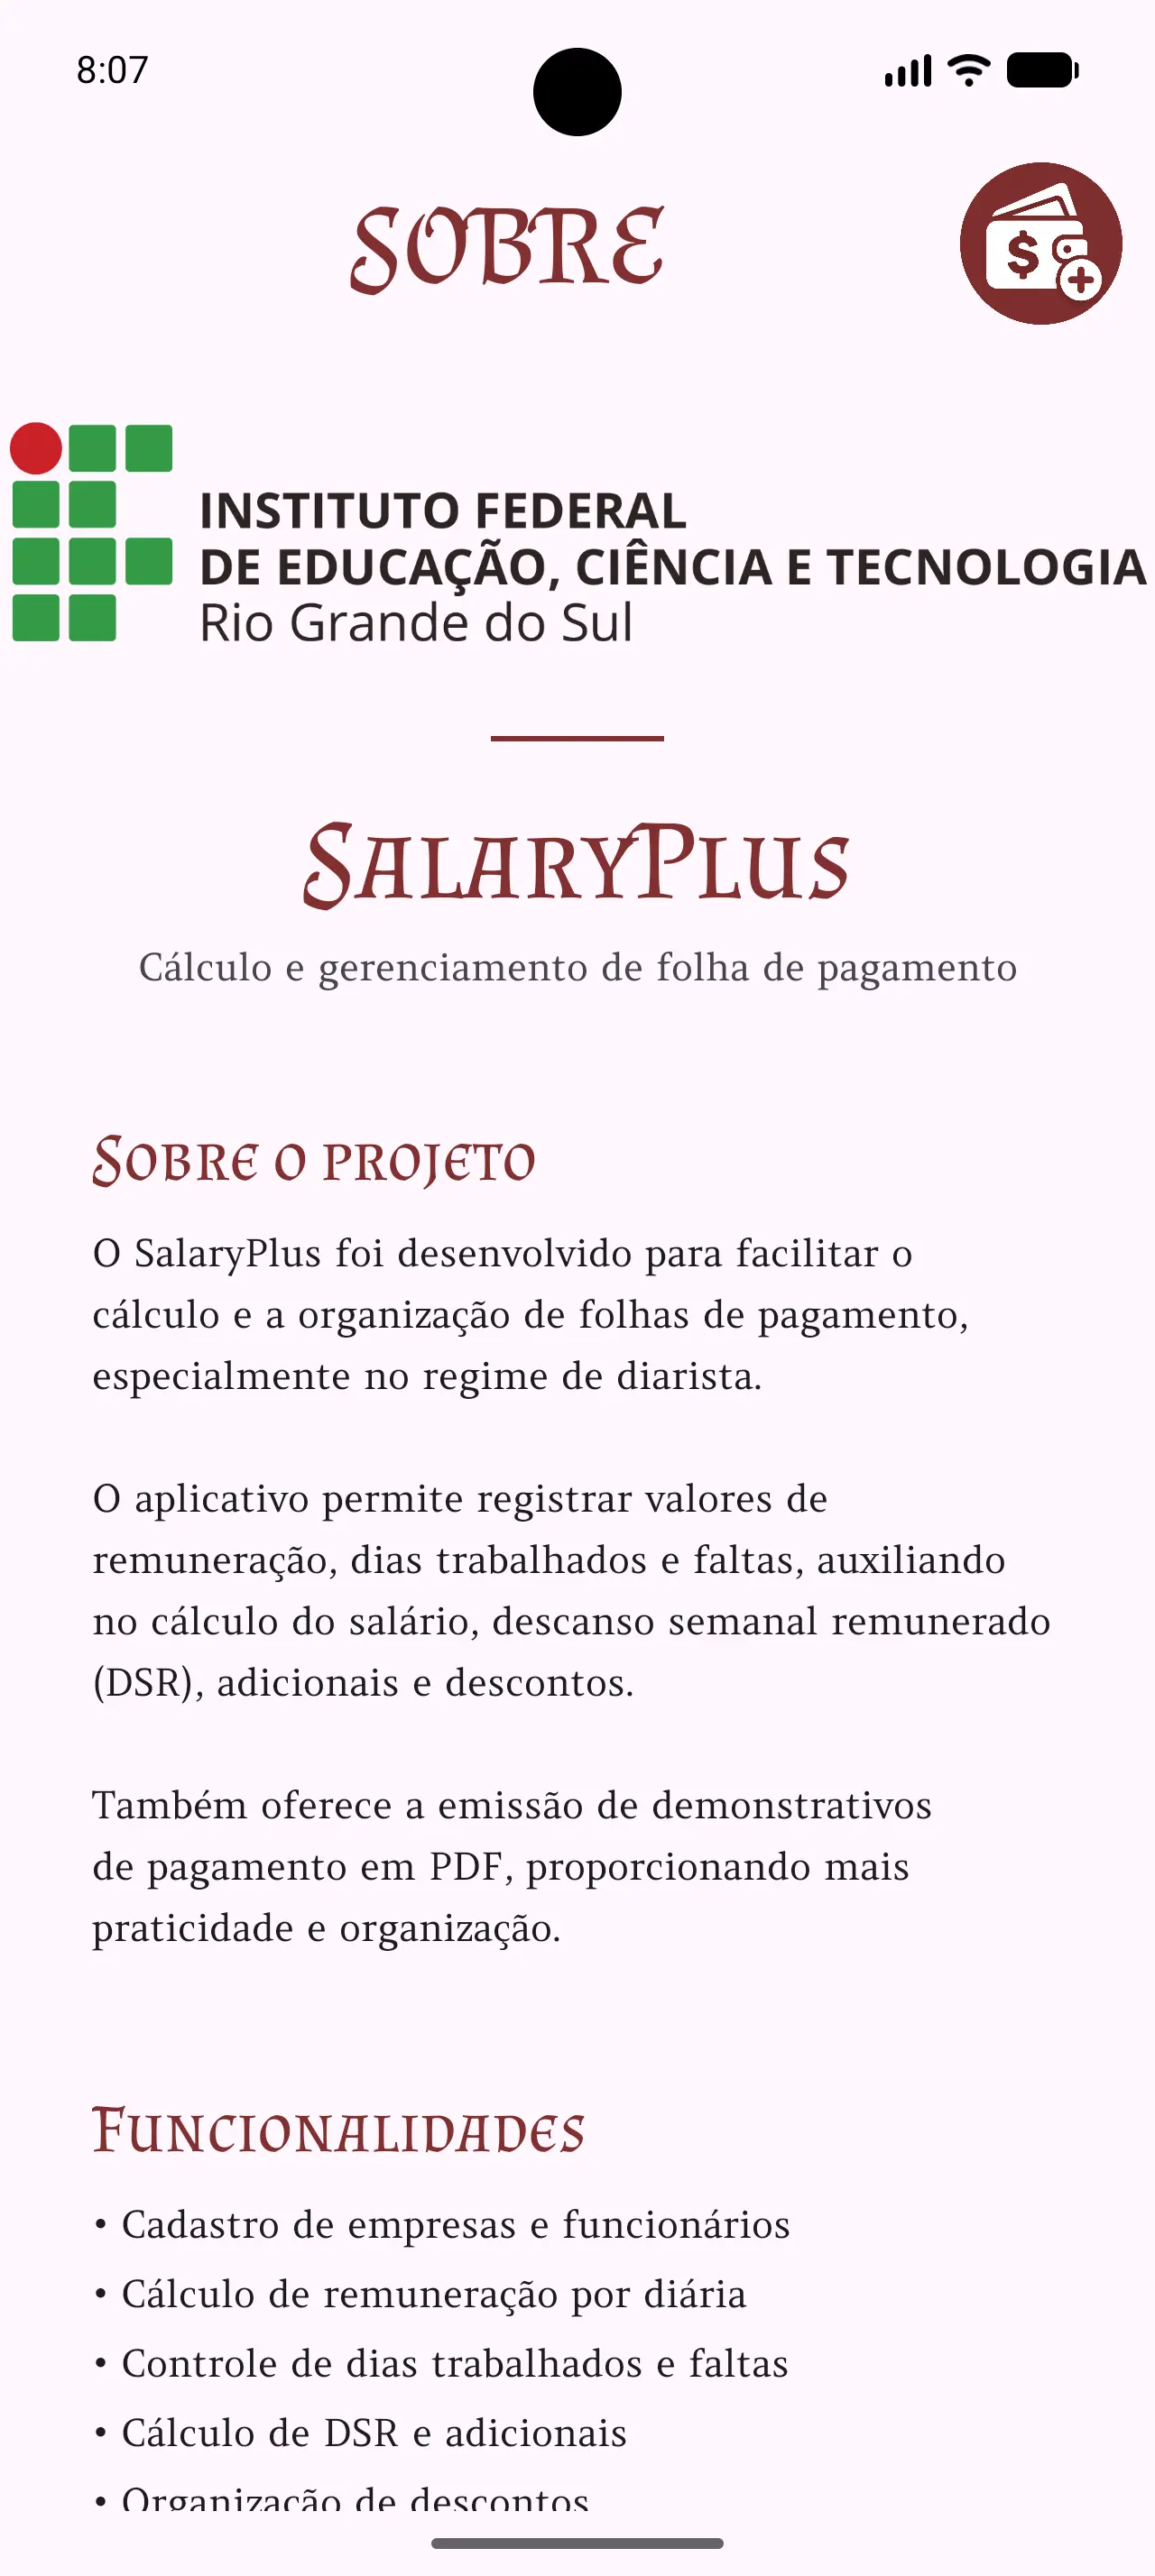 8:07
SOBRE
$
INSTITUTO FEDERAL
DE EDUCAÇÃO, CIÊNCIA E TECNOLOGIA
Rio Grande do Sul
SalaryPlus
Cálculo e gerenciamento de folha de pagamento
Sobre o projeto
O SalaryPlus foi desenvolvido para facilitar o
cálculo e a organização de folhas de pagamento,
especialmente no regime de diarista.
O aplicativo permite registrar valores de
remuneração, dias trabalhados e faltas, auxiliando
no cálculo do salário, descanso semanal remunerado
(DSR), adicionais e descontos.
Também oferece a emissão de demonstrativos
de pagamento em PDF, proporcionando mais
praticidade e organização.
Funcionalidades
• Cadastro de empresas e funcionários
• Cálculo de remuneração por diária
• Controle de dias trabalhados e faltas
• Cálculo de DSR e adicionais
• Organização de descontos